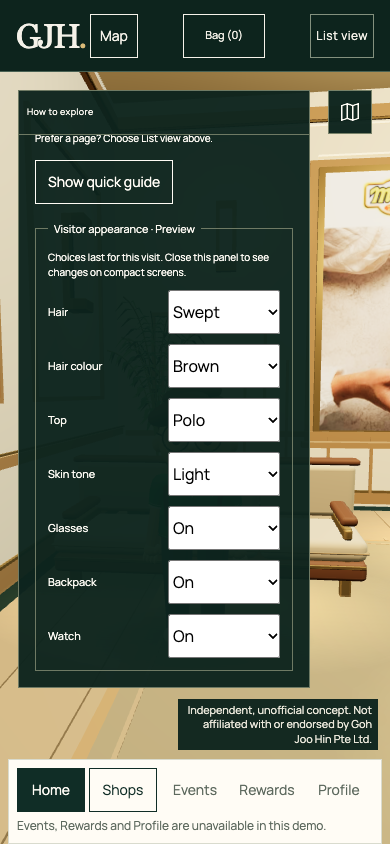 GJH.
Map
Bag (0)
List view
How to explore
Prefer a page? Choose List view above.
Show quick guide
Visitor appearance · Preview
Choices last for this visit. Close this panel to see
changes on compact screens.
Hair Swept
Hair colour Brown
Top Polo
Skin tone Light
Glasses On
Backpack On
Watch On
Independent, unofficial concept. Not
affiliated with or endorsed by Goh
Joo Hin Pte Ltd.
Home Shops Events Rewards Profile
Events, Rewards and Profile are unavailable in this demo.